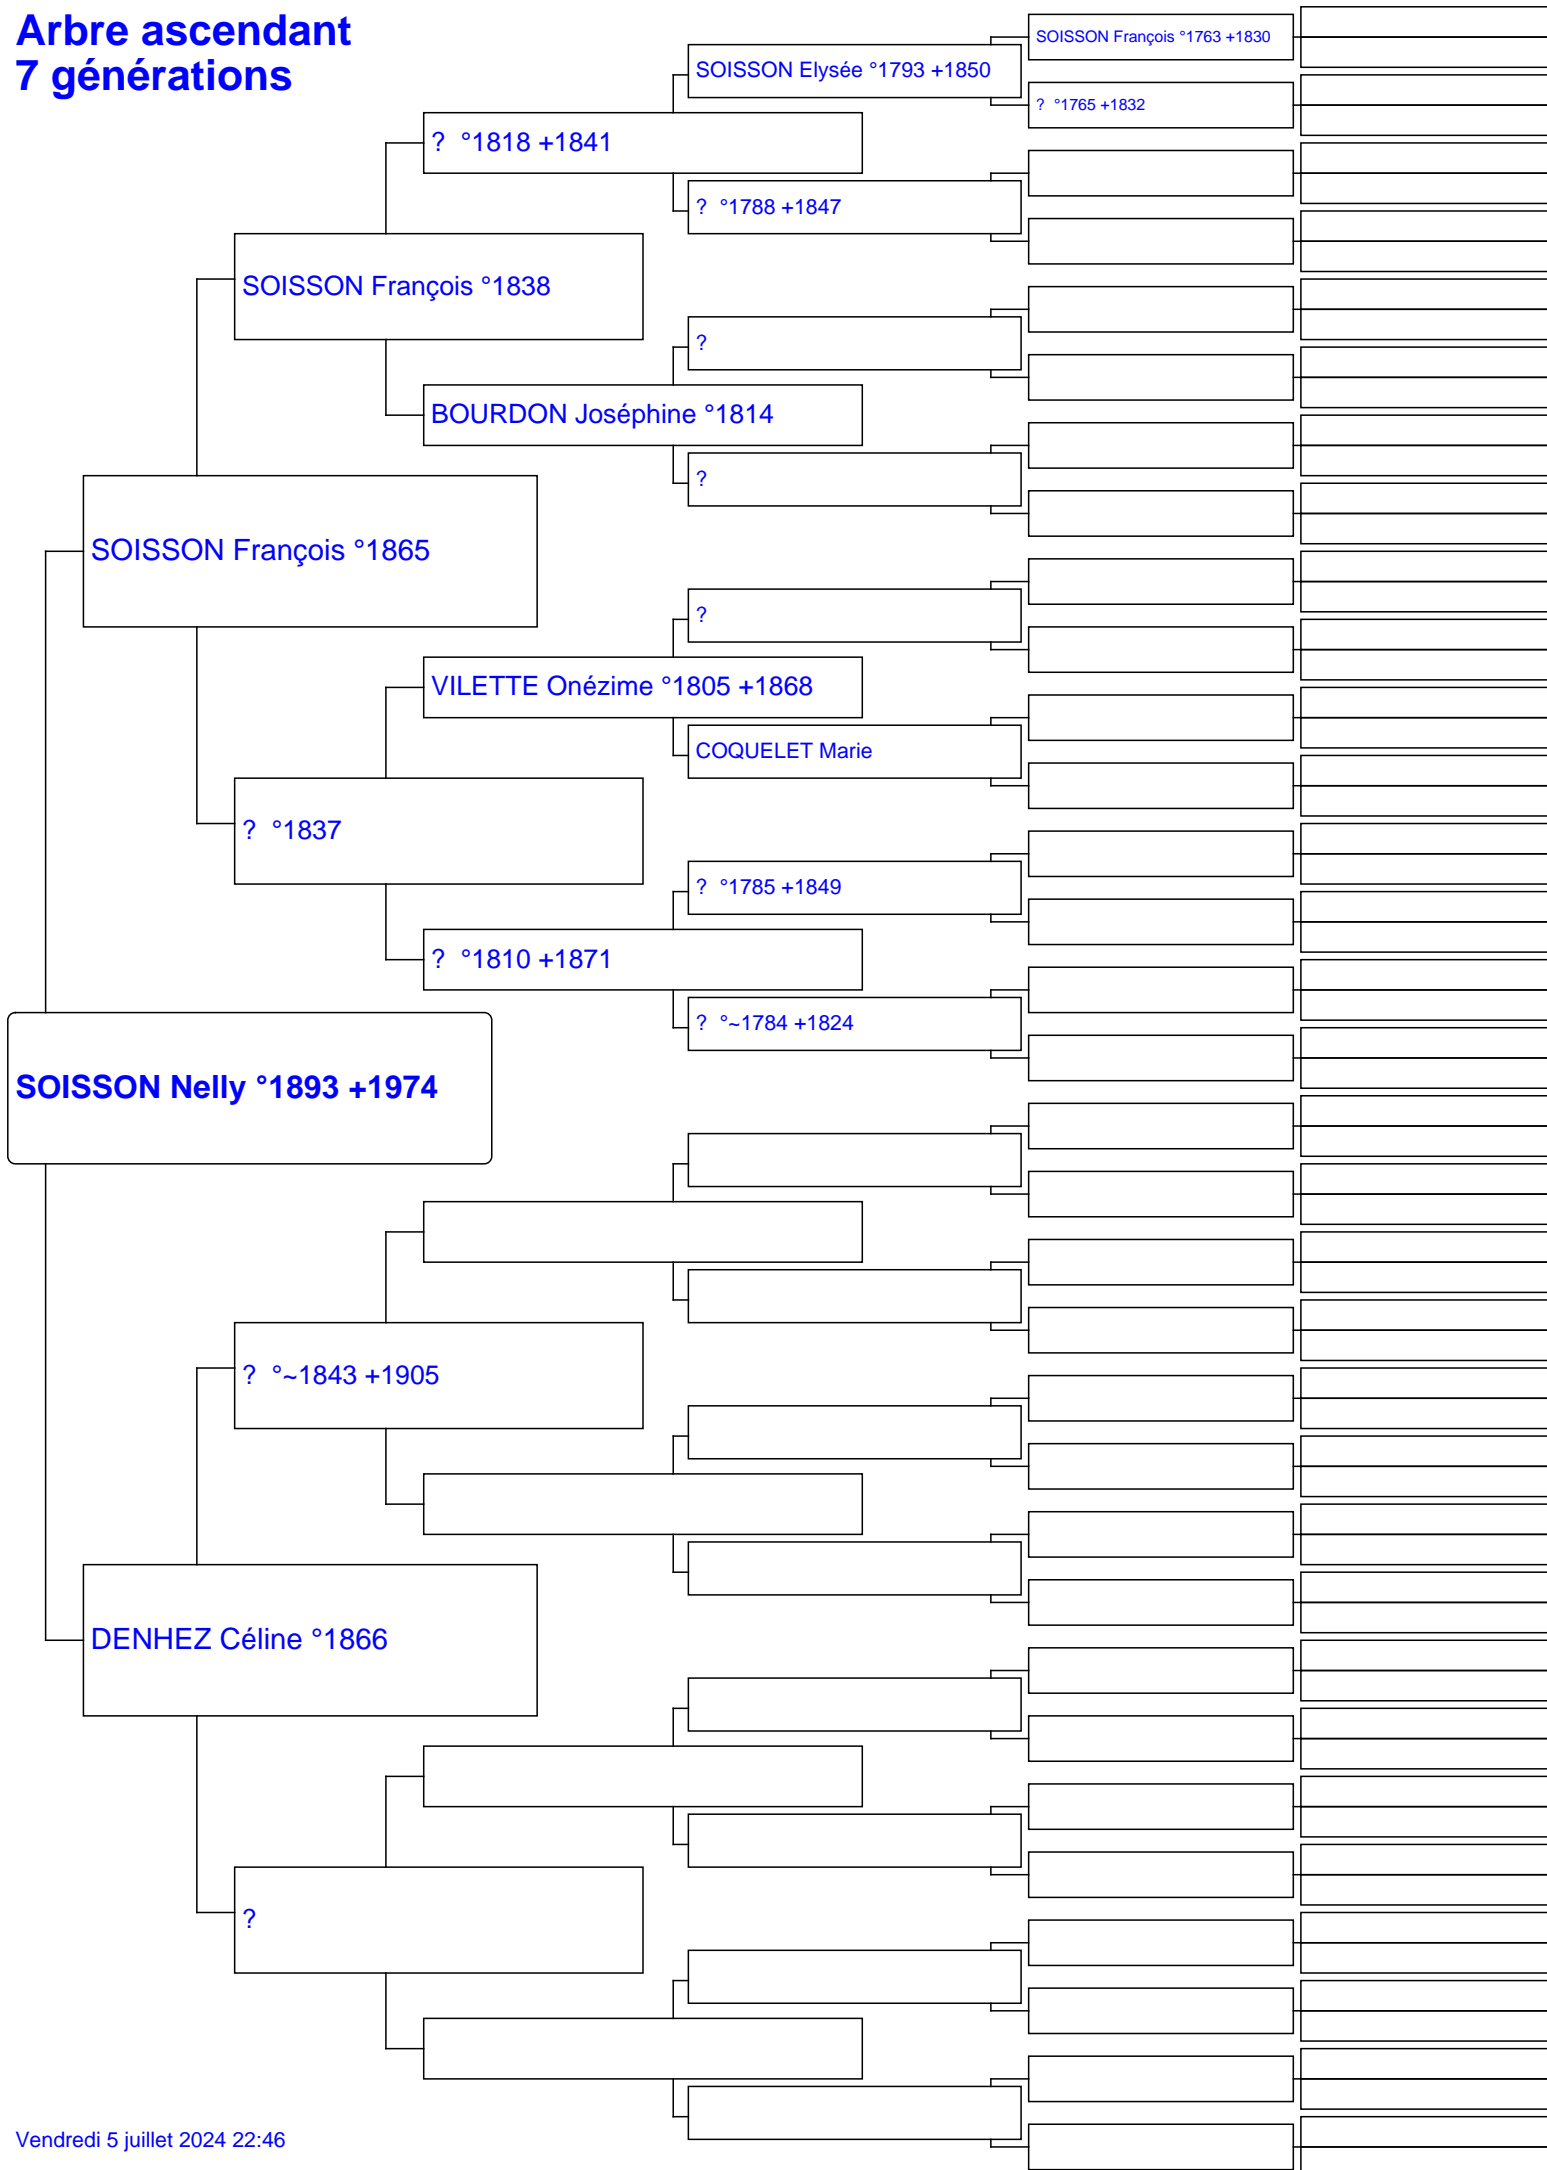 Arbre ascendant
7 générations
SOISSON François °1763 +1830
SOISSON Elysée °1793 +1850
? °1765 +1832
? °1818 +1841
? °1788 +1847
SOISSON François °1838
?
BOURDON Joséphine °1814
?
SOISSON François °1865
?
VILETTE Onézime °1805 +1868
COQUELET Marie
? °1837
? °1785 +1849
? °1810 +1871
? °~1784 +1824
SOISSON Nelly °1893 +1974
? °~1843 +1905
DENHEZ Céline °1866
?
Vendredi 5 juillet 2024 22:46